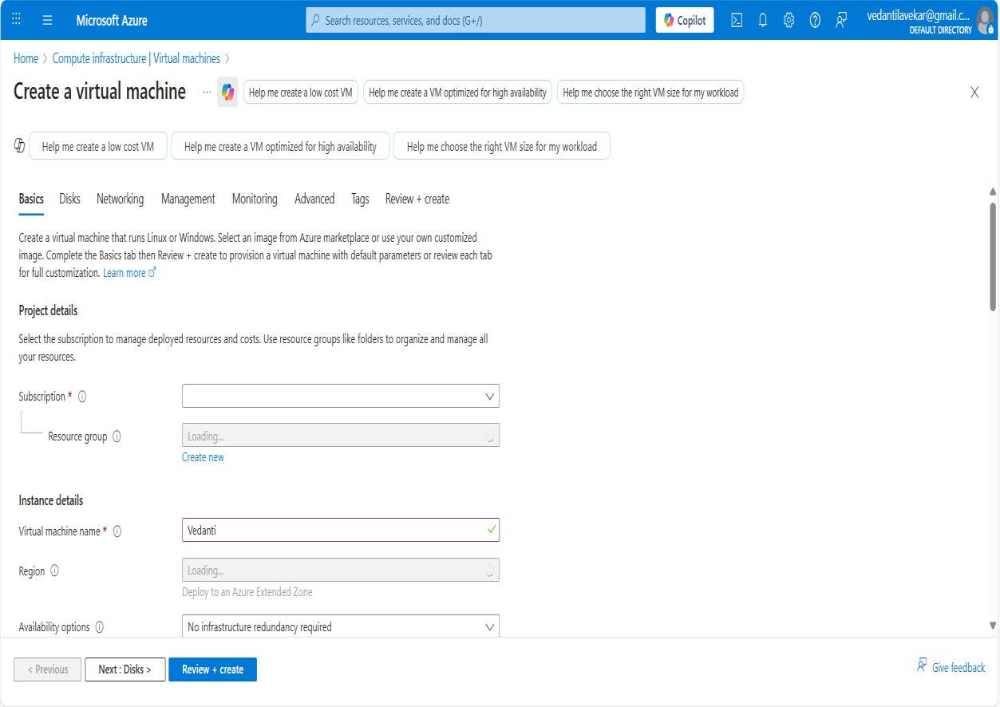 Microsoft Azure
Search resources, services, and docs (G+/)
Copilot
vedantilavekar@gmail.c...
DEFAULT DIRECTORY
Home > Compute infrastructure | Virtual machines >
Create a virtual machine
...
Help me create a low cost VM
Help me create a VM optimized for high availability
Help me choose the right VM size for my workload
Help me create a low cost VM
Help me create a VM optimized for high availability
Help me choose the right VM size for my workload
Basics Disks Networking Management Monitoring Advanced Tags Review + create
Create a virtual machine that runs Linux or Windows. Select an image from Azure marketplace or use your own customized
image. Complete the Basics tab then Review + create to provision a virtual machine with default parameters or review each tab
for full customization. Learn more
Project details
Select the subscription to manage deployed resources and costs. Use resource groups like folders to organize and manage all
your resources.
Subscription *
Resource group
Loading...
Create new
Instance details
Virtual machine name *
Vedanti
Region
Loading...
Deploy to an Azure Extended Zone
Availability options
No infrastructure redundancy required
< Previous
Next : Disks >
Review + create
Give feedback